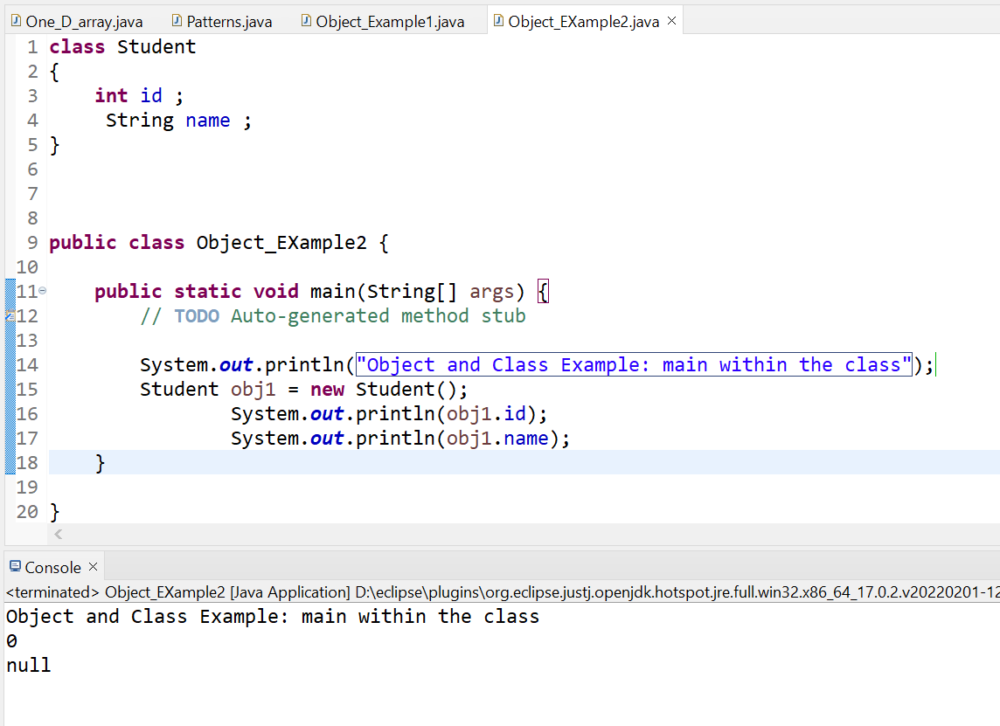 One_D_array.java Patterns.java Object_Example1.java Object_EXample2.java
1 class Student
2 {
3 int id ;
4 String name ;
5 }
6
7
8
9 public class Object_EXample2 {
10
11 public static void main(String[] args) {
12 // TODO Auto-generated method stub
13
14 System.out.println("Object and Class Example: main within the class");
15 Student obj1 = new Student();
16 System.out.println(obj1.id);
17 System.out.println(obj1.name);
18 }
19
20 }
Console
<terminated> Object_EXample2 [Java Application] D:\eclipse\plugins\org.eclipse.justj.openjdk.hotspot.jre.full.win32.x86_64_17.0.2.v20220201-12
Object and Class Example: main within the class
0
null